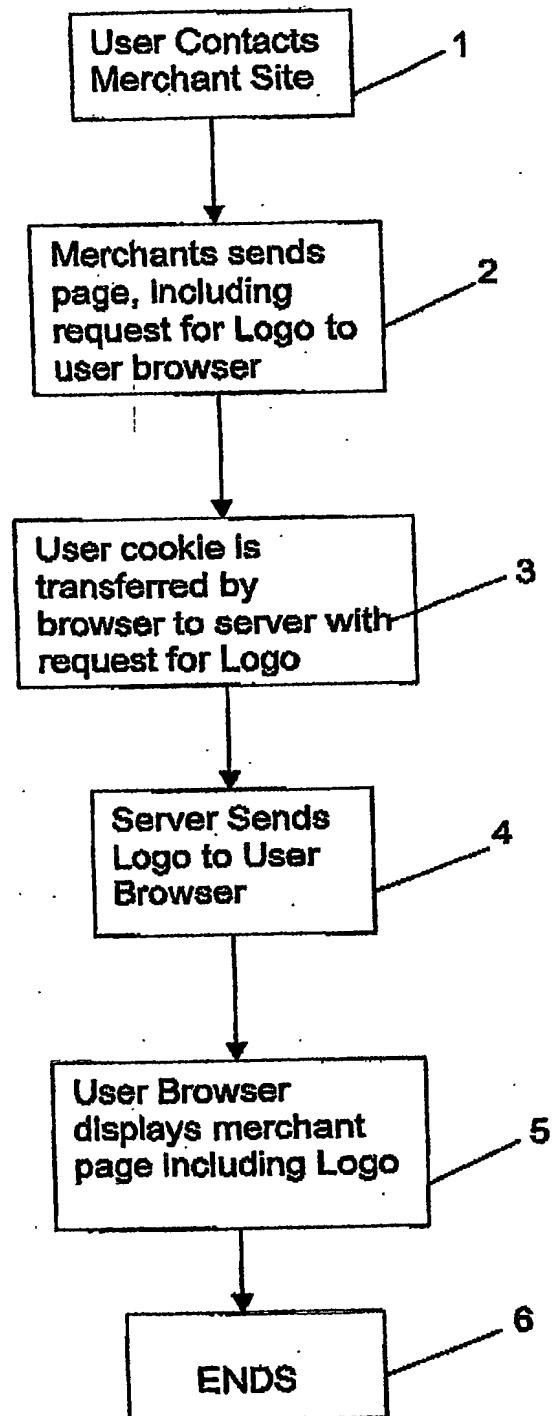 User Contacts
Merchant Site
1
Merchants sends
page, including
request for Logo to
user browser
2
User cookie is
transferred by
browser to server with
request for Logo
3
Server Sends
Logo to User
Browser
4
User Browser
displays merchant
page including Logo
5
ENDS
6